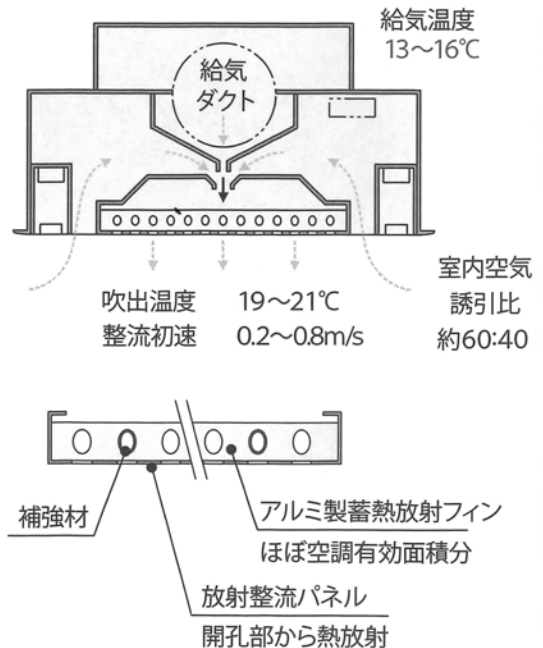 給気温度
13〜16℃
給気
ダクト
吹出温度 19〜21℃
整流初速 0.2〜0.8m/s
室内空気
誘引比
約60:40
補強材
アルミ製蓄熱放射フィン
ほぼ空調有効面積分
放射整流パネル
開孔部から熱放射